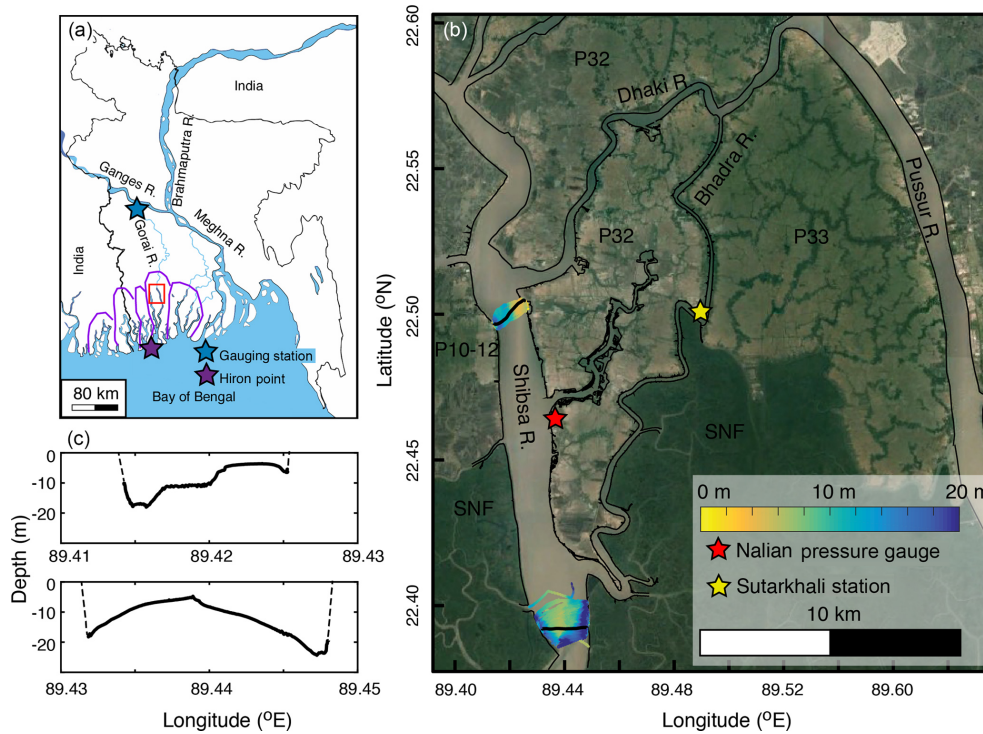 (a)
India
Brahmaputra R.
Ganges R.
Gorai R.
Meghna R.
India
Gauging station
Hiron point
80 km
Bay of Bengal
(b)
22.60
22.55
22.50
22.45
22.40
Latitude (°N)
P32
Dhaki R.
Bhadra R.
Pussur R.
P32
P33
P10-12
Shibsa R.
SNF
SNF
0 m 10 m 20 m
Nalian pressure gauge
Sutarkhali station
10 km
89.40 89.44 89.48 89.52 89.60
Longitude (°E)
(c)
0
-10
-20
89.41 89.42 89.43
Depth (m)
0
-10
-20
89.43 89.44 89.45
Longitude (°E)